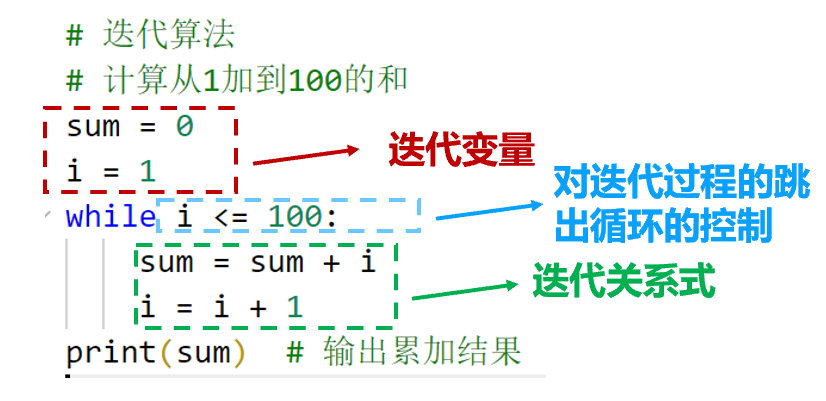 # 迭代算法
# 计算从1加到100的和
sum = 0
i = 1
迭代变量
while i <= 100:
对迭代过程的跳
出循环的控制
sum = sum + i
i = i + 1
迭代关系式
print(sum)  # 输出累加结果